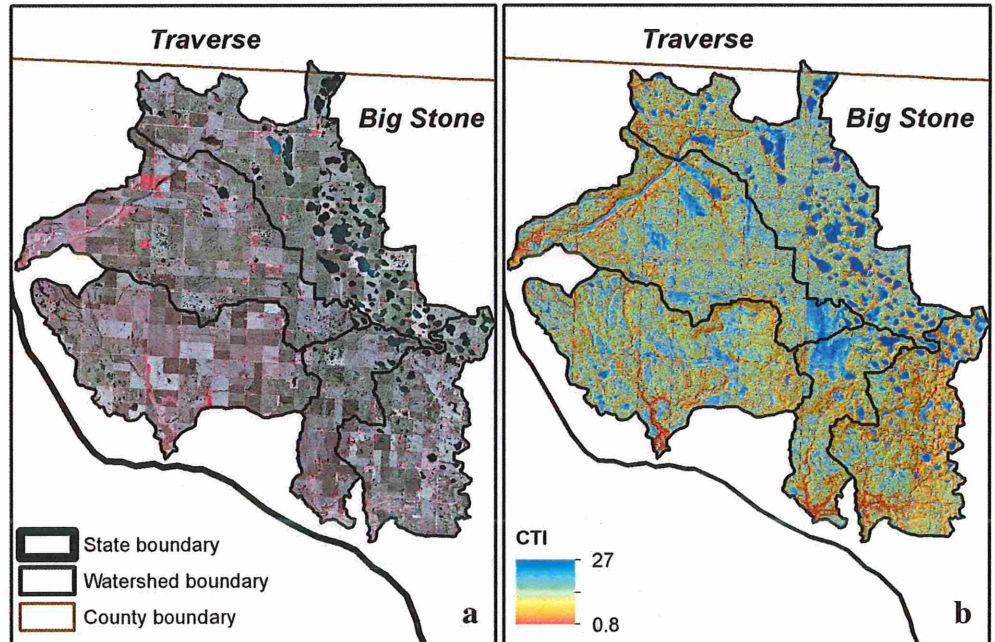 Traverse
Big Stone
State boundary
Watershed boundary
County boundary
a
Traverse
Big Stone
CTI
27
0.8
b